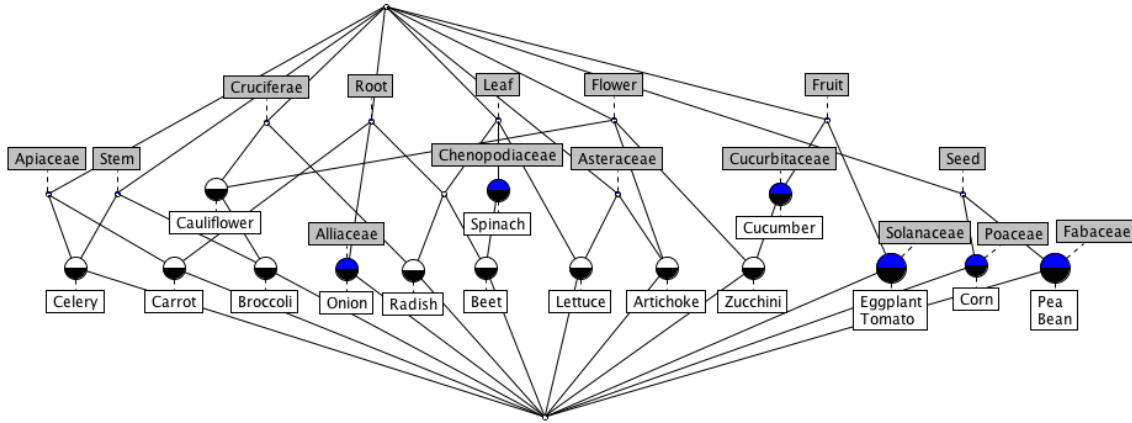 Cruciferae
Root
Leaf
Flower
Fruit
Apiaceae
Stem
Chenopodiaceae
Asteraceae
Cucurbitaceae
Seed
Cauliflower
Spinach
Cucumber
Alliaceae
Solanaceae
Poaceae
Fabaceae
Celery
Carrot
Broccoli
Onion
Radish
Beet
Lettuce
Artichoke
Zucchini
Eggplant
Tomato
Corn
Pea
Bean